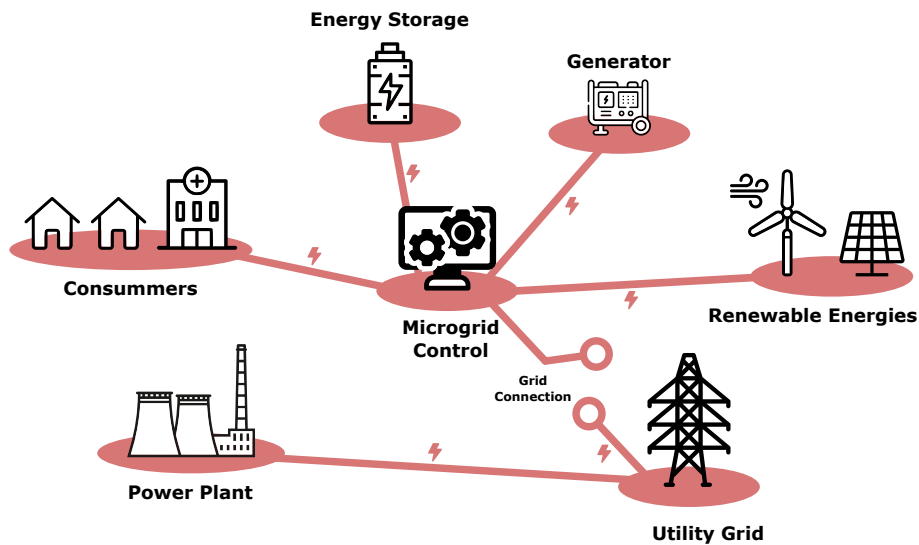 Energy Storage
Generator
Consummers
Renewable Energies
Microgrid
Control
Grid
Connection
Power Plant
Utility Grid